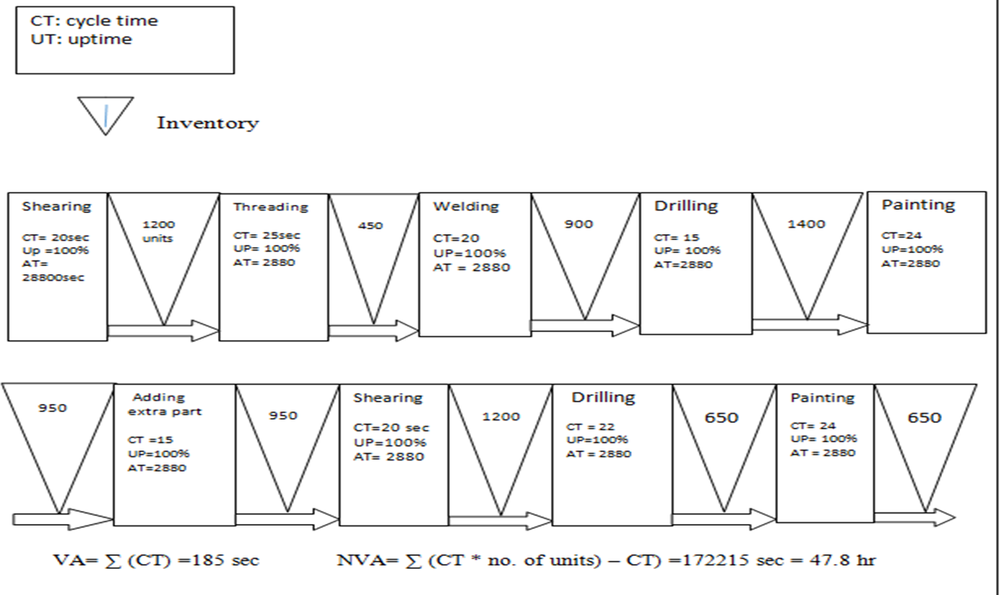 CT: cycle time
UT: uptime
Inventory
Shearing
CT= 20sec
Up =100%
AT=
28800sec
1200
units
Threading
CT= 25sec
UP= 100%
AT= 2880
450
Welding
CT=20
UP=100%
AT = 2880
900
Drilling
CT= 15
UP= 100%
AT=2880
1400
Painting
CT=24
UP=100%
AT=2880
950
Adding
extra part
CT =15
UP=100%
AT=2880
950
Shearing
CT=20 sec
UP=100%
AT= 2880
1200
Drilling
CT = 22
UP=100%
AT = 2880
650
Painting
CT= 24
UP= 100%
AT = 2880
650
VA= ∑ (CT) =185 sec
NVA= ∑ (CT * no. of units) – CT) =172215 sec = 47.8 hr